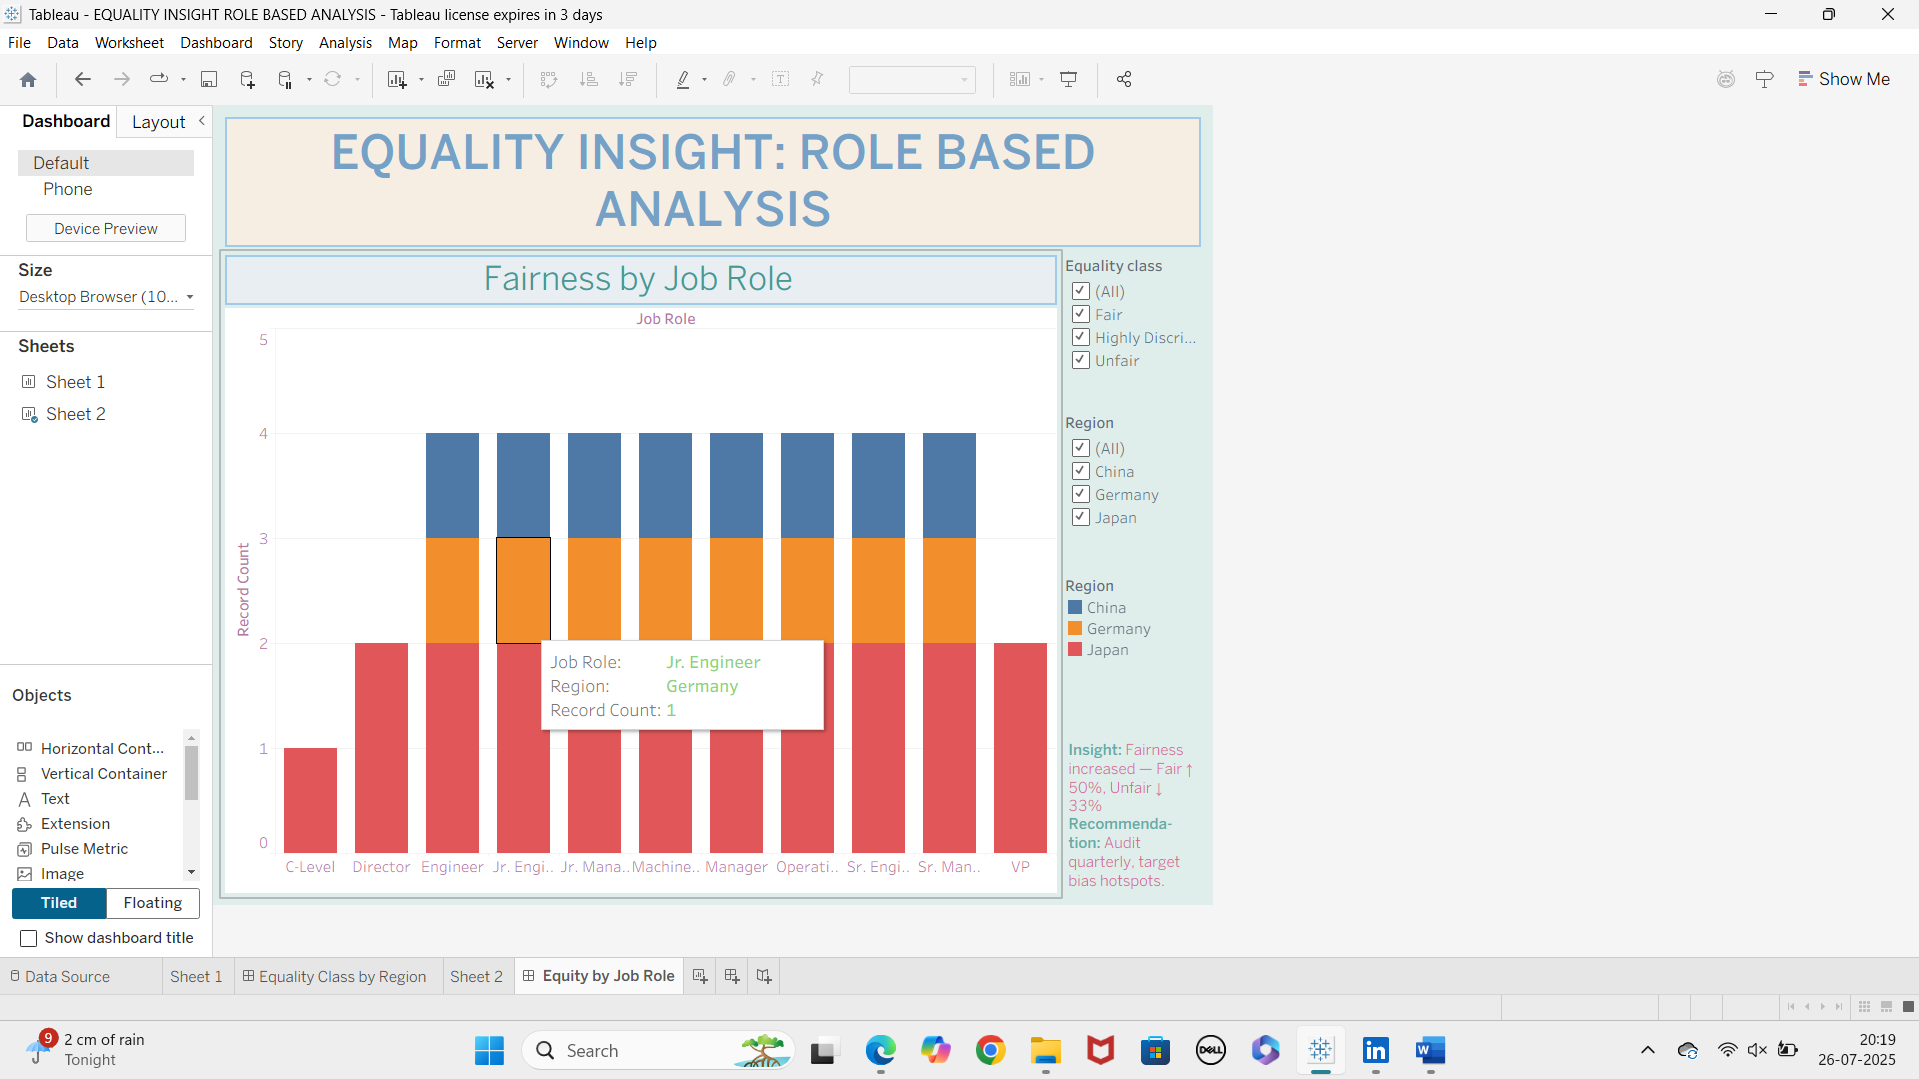 Tableau - EQUALITY INSIGHT ROLE BASED ANALYSIS - Tableau license expires in 3 days
File Data Worksheet Dashboard Story Analysis Map Format Server Window Help
Show Me
Dashboard Layout
Default
Phone
Device Preview
Size
Desktop Browser (10...
Sheets
Sheet 1
Sheet 2
Objects
Horizontal Cont...
Vertical Container
Text
Extension
Pulse Metric
Image
Tiled Floating
Show dashboard title
EQUALITY INSIGHT: ROLE BASED
ANALYSIS
Fairness by Job Role
Job Role
5
4
3
2
1
0
Record Count
C-Level Director Engineer Jr. Engi.. Jr. Mana.. Machine.. Manager Operati.. Sr. Engi.. Sr. Man.. VP
Job Role: Jr. Engineer
Region: Germany
Record Count: 1
Equality class
(All)
Fair
Highly Discri...
Unfair
Region
(All)
China
Germany
Japan
Region
China
Germany
Japan
Insight: Fairness
increased — Fair ↑
50%, Unfair ↓
33%
Recommenda-
tion: Audit
quarterly, target
bias hotspots.
Data Source Sheet 1 Equality Class by Region Sheet 2 Equity by Job Role
9
2 cm of rain
Tonight
Search
DELL
20:19
26-07-2025